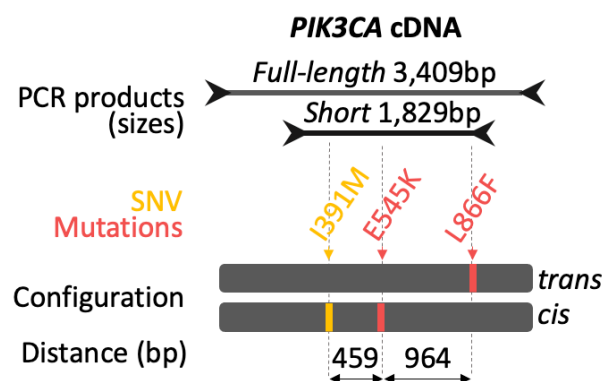 PIK3CA cDNA
Full-length 3,409bp
PCR products
(sizes)
Short 1,829bp
SNV
Mutations
I391M
E545K
L866F
trans
Configuration
cis
Distance (bp)
459
964